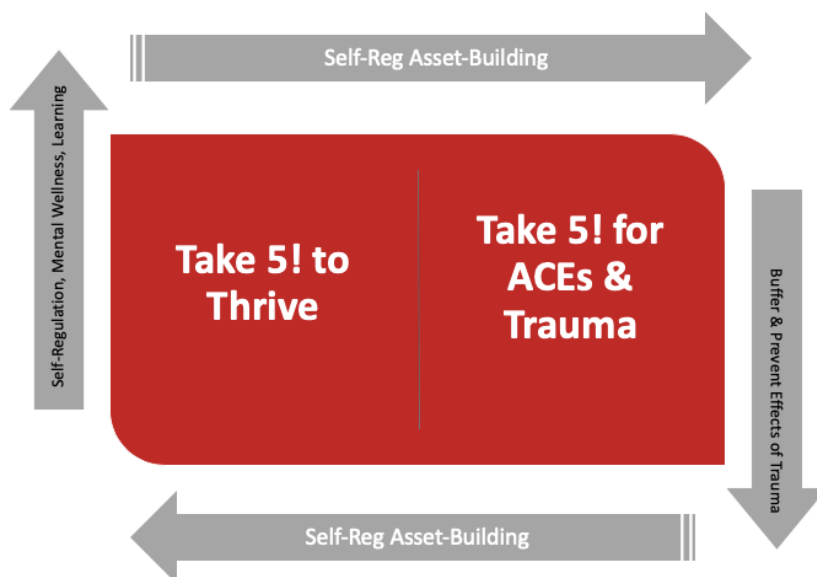 Self-Reg Asset-Building
Self-Regulation, Mental Wellness, Learning
Take 5! to
Thrive
Take 5! for
ACEs &
Trauma
Buffer & Prevent Effects of Trauma
Self-Reg Asset-Building